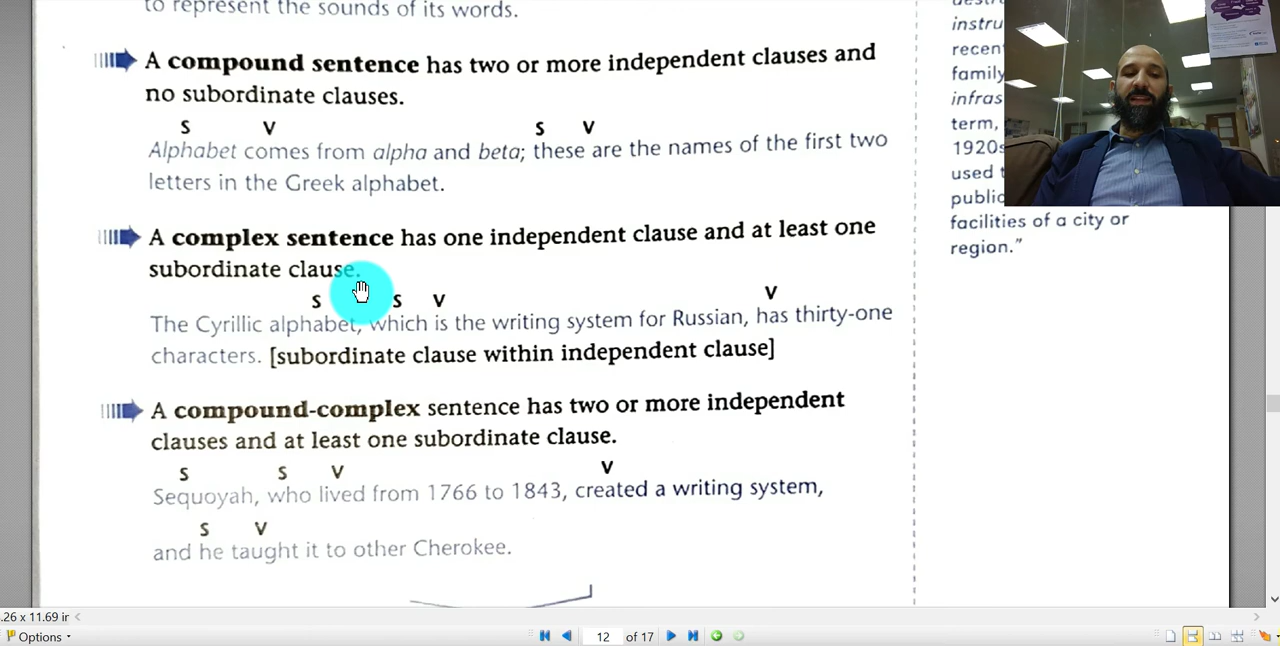 to represent the sounds of its words.
A compound sentence has two or more independent clauses and
no subordinate clauses.
S V S V
Alphabet comes from alpha and beta; these are the names of the first two
letters in the Greek alphabet.
A complex sentence has one independent clause and at least one
subordinate clause.
S S V V
The Cyrillic alphabet, which is the writing system for Russian, has thirty-one
characters. [subordinate clause within independent clause]
A compound-complex sentence has two or more independent
clauses and at least one subordinate clause.
S S V V
Sequoyah, who lived from 1766 to 1843, created a writing system,
S V
and he taught it to other Cherokee.
instru
recen
family
infras
term,
1920s
used
public
facilities of a city or
region."
.26 x 11.69 ir
Options
12 of 17